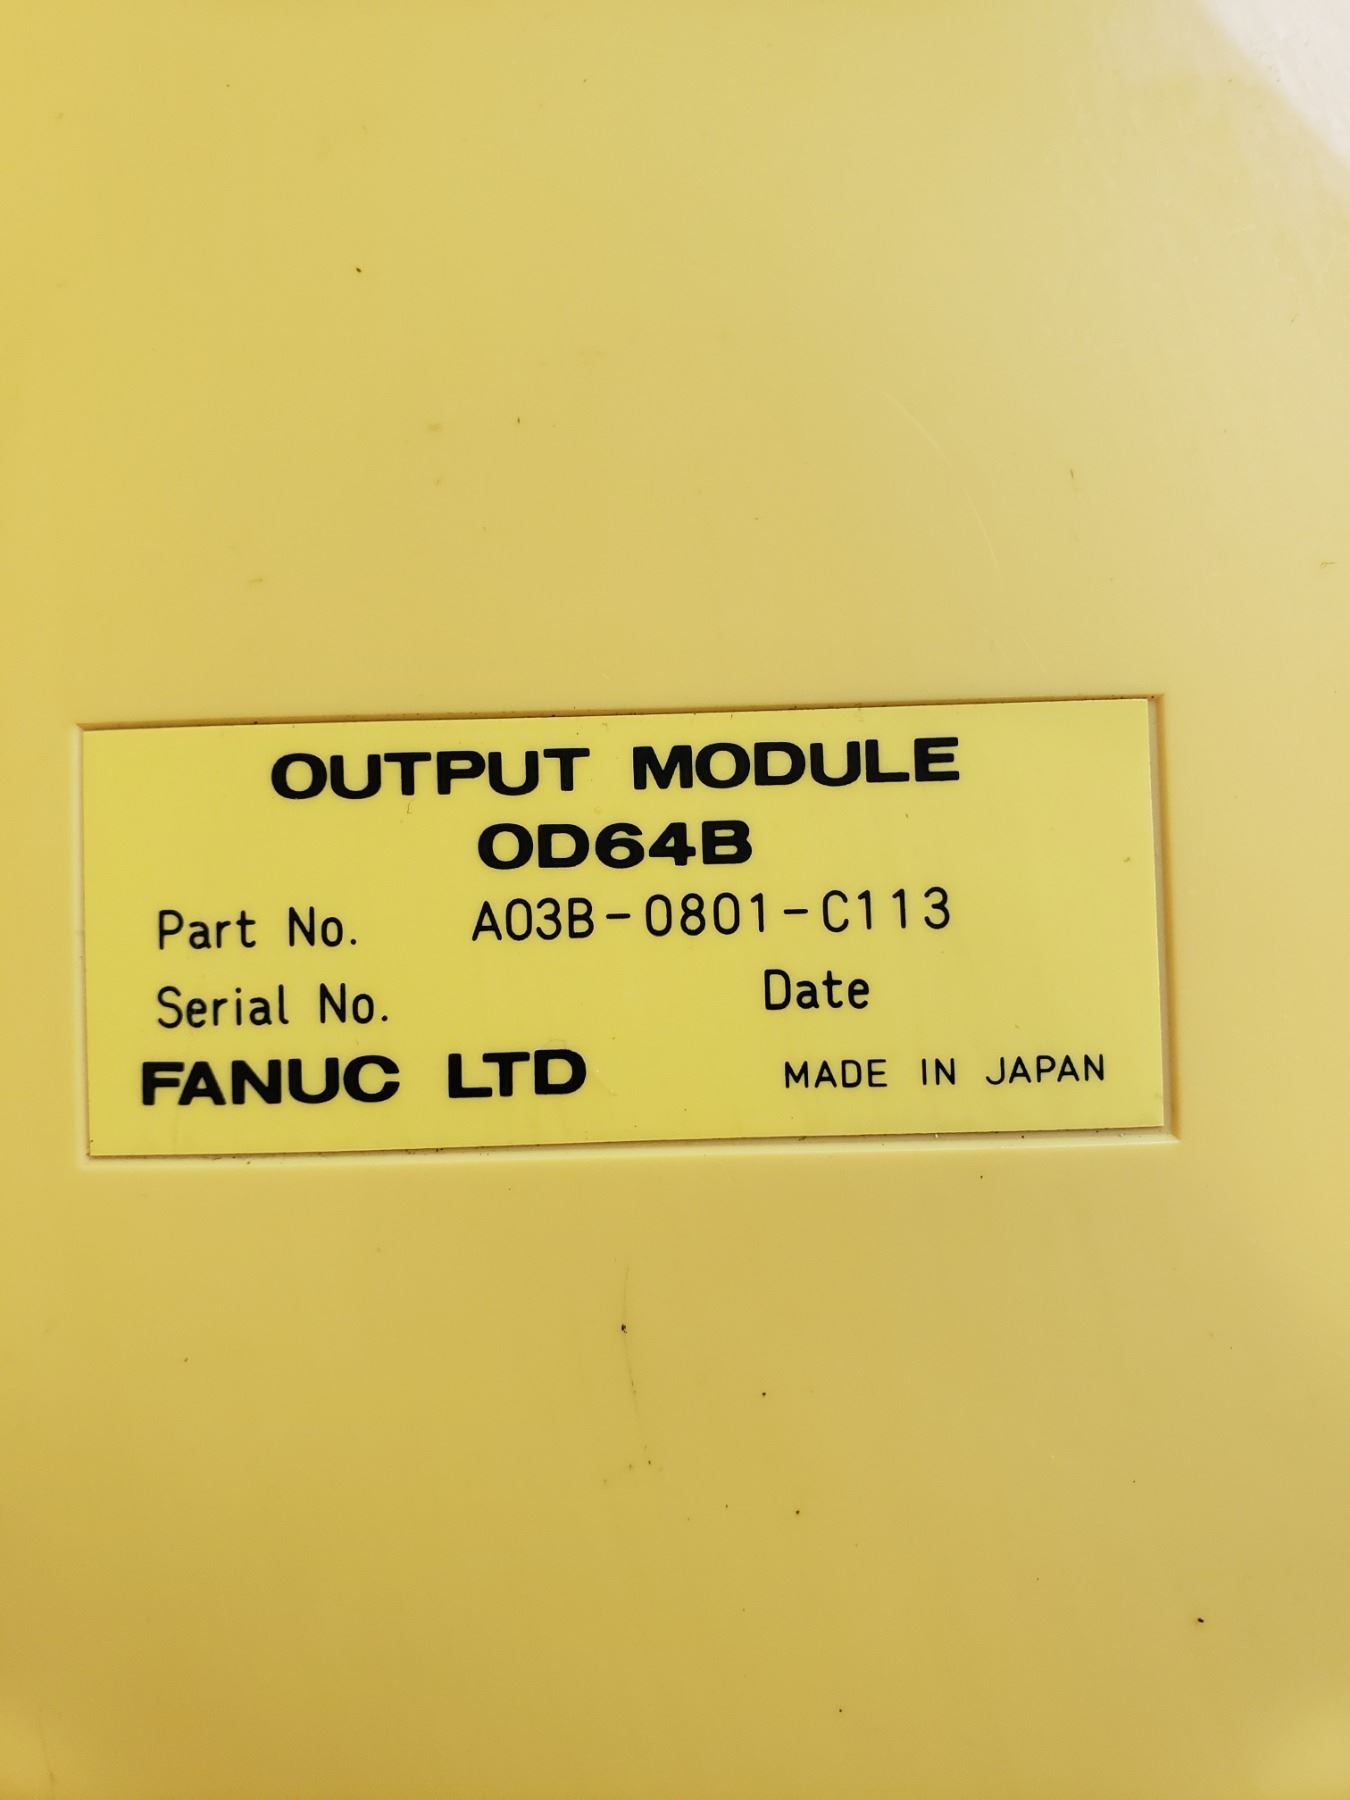 OUTPUT MODULE
OD64B
Part No. A03B-0801-C113
Serial No. Date
FANUC LTD MADE IN JAPAN